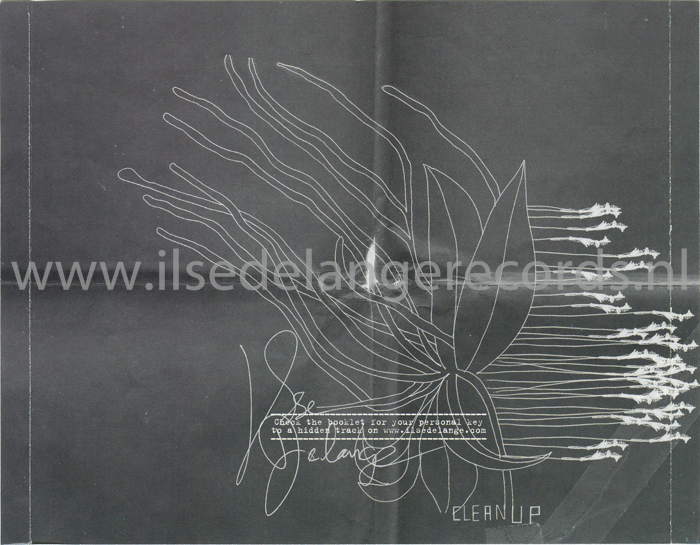 www.ilsedelangerecords.nl
Ilse
Check the booklet for your personal key
to a hidden track on www.ilsedelange.com
DeLange
CLEAN UP